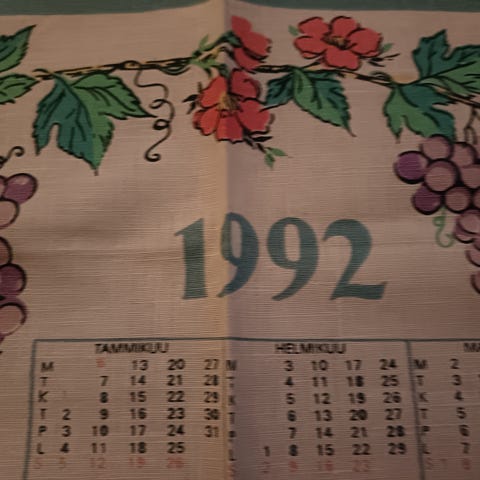 1992
TAMMIKUU HELMIKUU MA
M 6 13 20 27 M 3 10 17 24 M 2
T 7 14 21 28 T 4 11 18 25 T 3
K 8 15 22 29 K 5 12 19 26 K 4
T 2 9 16 23 30 T 6 13 20 27 T 5
P 3 10 17 24 31 P 7 14 21 28 P 6
L 4 11 18 25 L 1 8 15 22 29 L 7
S 5 12 19 26 S 2 9 16 23 S 1 8